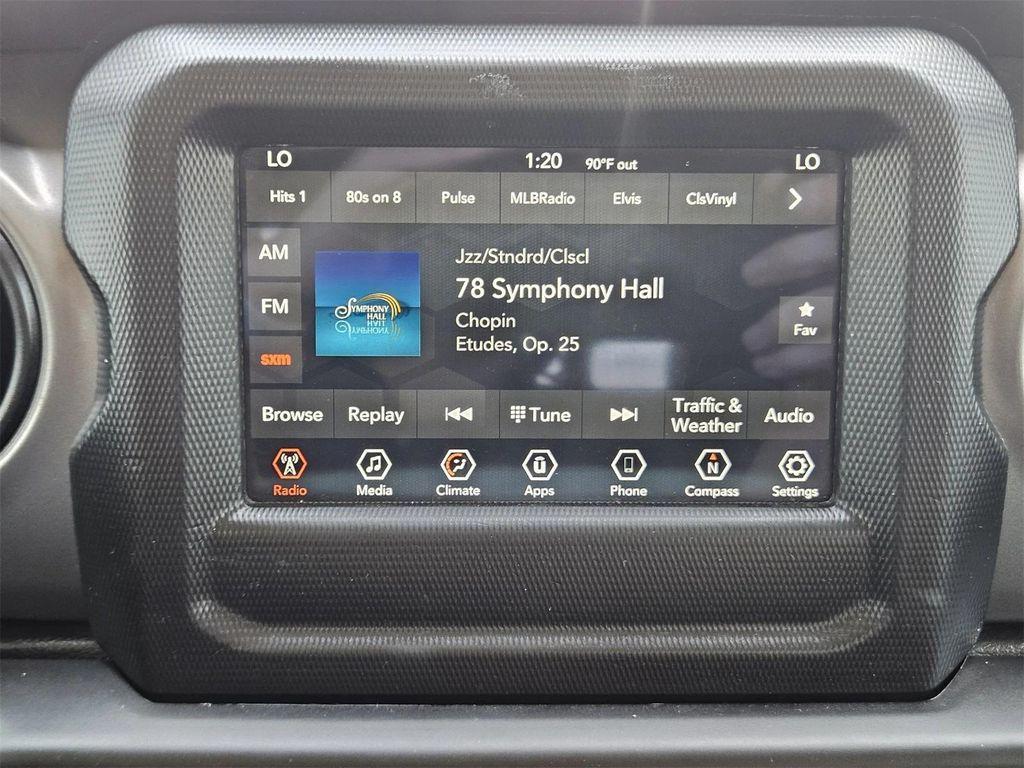 LO 1:20 90°F out LO
Hits 1 80s on 8 Pulse MLBRadio Elvis ClsVinyl
AM
Jzz/Stndrd/Clscl
78 Symphony Hall
FM
SYMPHONY
HALL
Chopin
Fav
Etudes, Op. 25
sxm
Browse Replay Tune Traffic & Weather Audio
N
Radio Media Climate Apps Phone Compass Settings